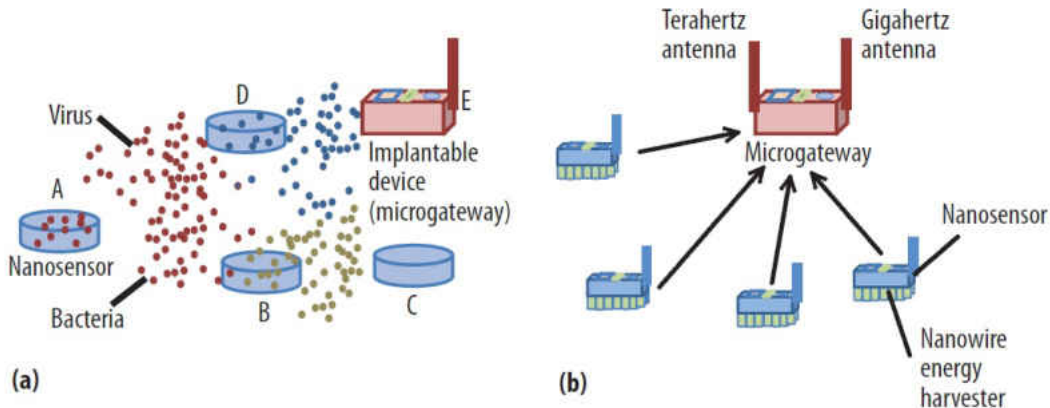 Virus
A
Nanosensor
Bacteria
D
B
E
Implantable
device
(microgateway)
C
(a)
Terahertz
antenna
Gigahertz
antenna
Microgateway
Nanosensor
Nanowire
energy
harvester
(b)